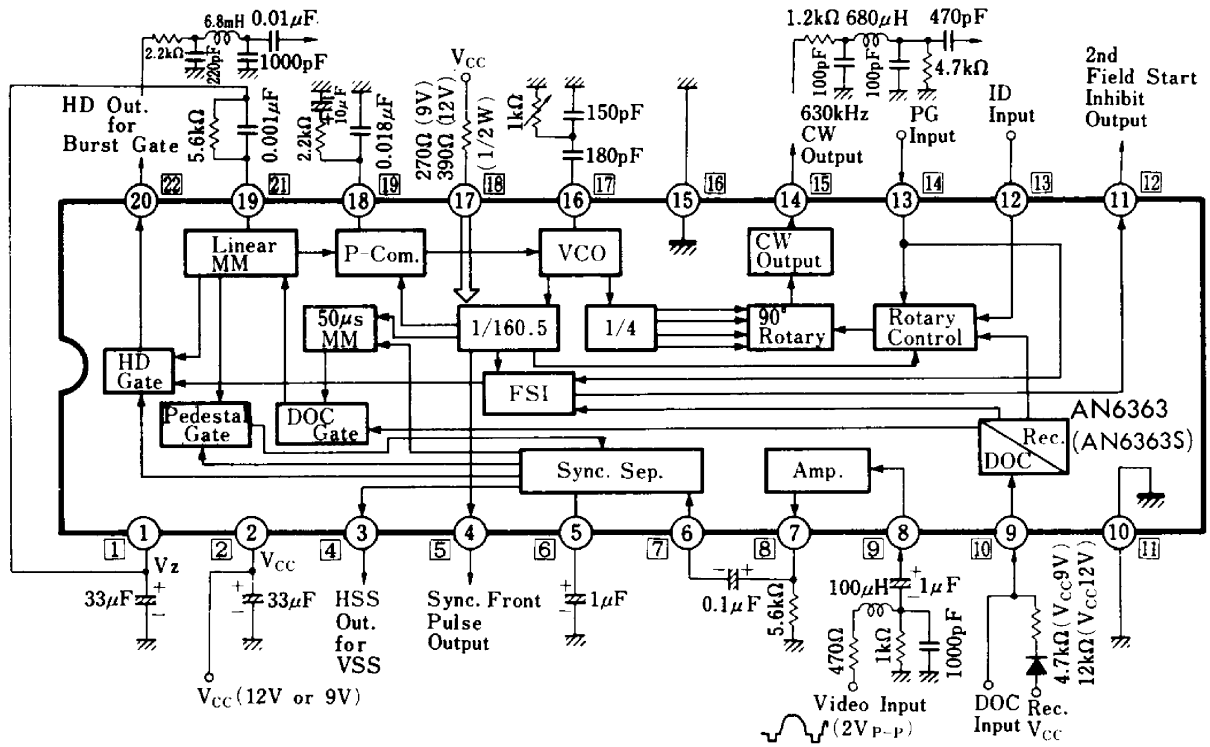 6.8mH 0.01μF
2.2kΩ
220pF
1000pF
HD Out.
for
Burst Gate
5.6kΩ
0.001μF
2.2kΩ
10μF
0.018μF
VCC
270Ω (9V)
390Ω (12V)
(1/2W)
1kΩ
150pF
180pF
1.2kΩ 680μH 470pF
100pF
100pF
4.7kΩ
630kHz
CW
Output
PG
Input
ID
Input
2nd
Field Start
Inhibit
Output
22 21 19 18 17 16 15 14 13 12
20 19 18 17 16 15 14 13 12 11
Linear
MM
P-Com.
VCO
CW
Output
50μs
MM
1/160.5
1/4
90°
Rotary
Rotary
Control
HD
Gate
FSI
Pedestal
Gate
DOC
Gate
Rec.
DOC
AN6363
(AN6363S)
Sync. Sep.
Amp.
1 2 3 4 5 6 7 8 9 10
1 2 4 5 6 7 8 9 10 11
VZ
VCC
33μF
33μF
HSS
Out.
for
VSS
Sync. Front
Pulse
Output
1μF
0.1μF
5.6kΩ
100μH
1μF
470Ω
1kΩ
1000pF
4.7kΩ(VCC9V)
12kΩ(VCC12V)
VCC(12V or 9V)
Video Input
(2VP-P)
DOC
Input
Rec.
VCC